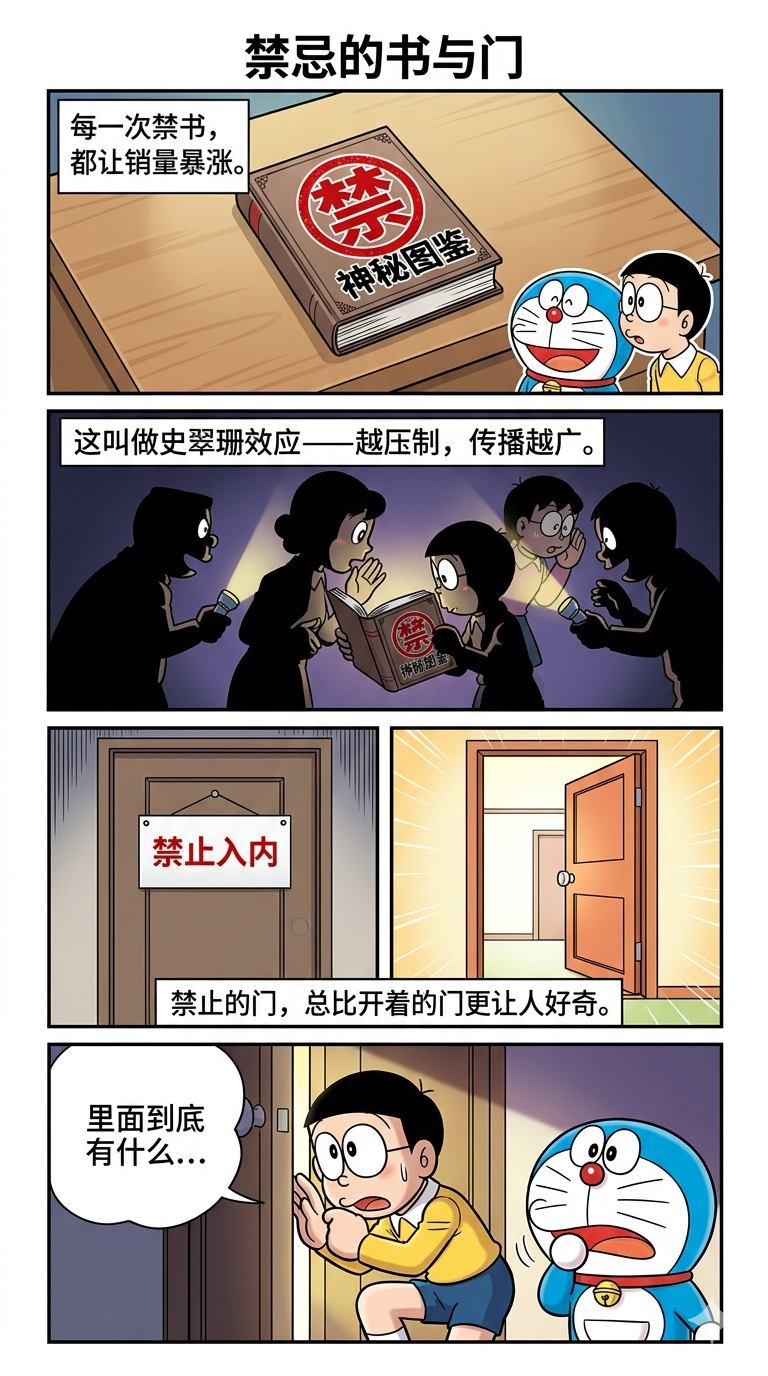 禁忌的书与门
每一次禁书，
都让销量暴涨。
禁
神秘图鉴
这叫做史翠珊效应——越压制，传播越广。
禁
神秘图鉴
禁止入内
禁止的门，总比开着的门更让人好奇。
里面到底
有什么…